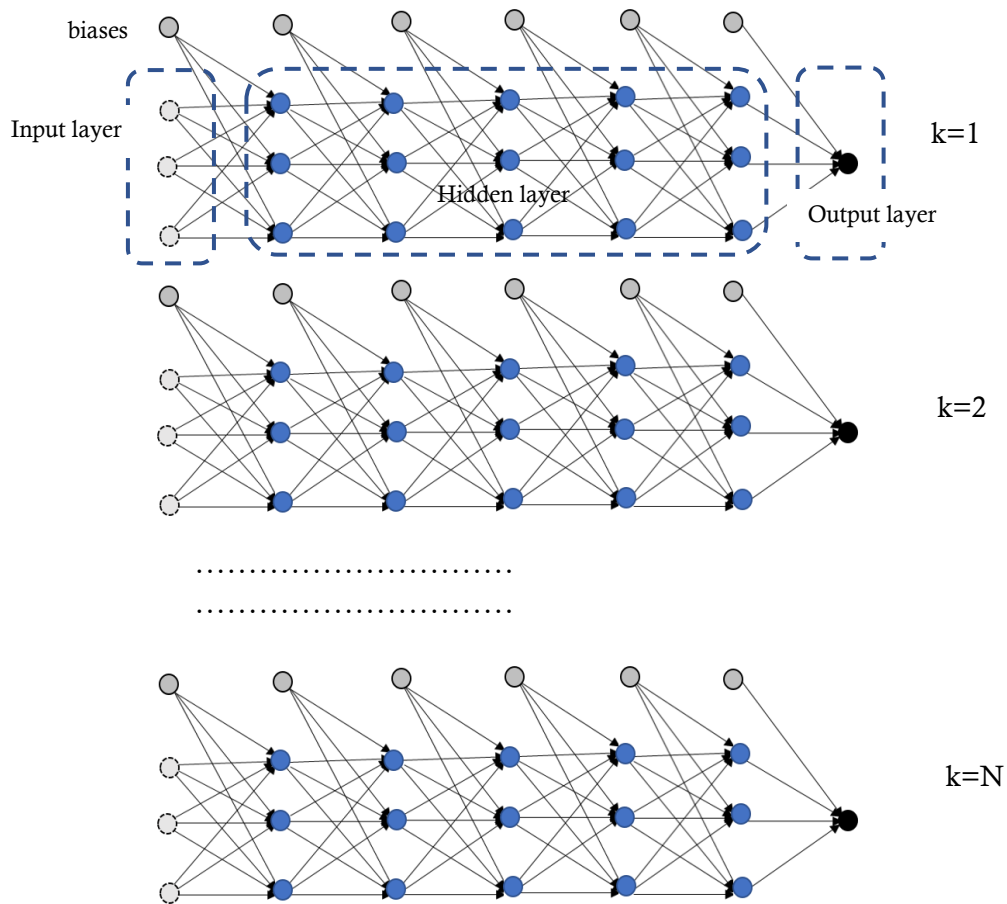 biases
Input layer
k=1
Hidden layer
Output layer
k=2
................................
................................
k=N